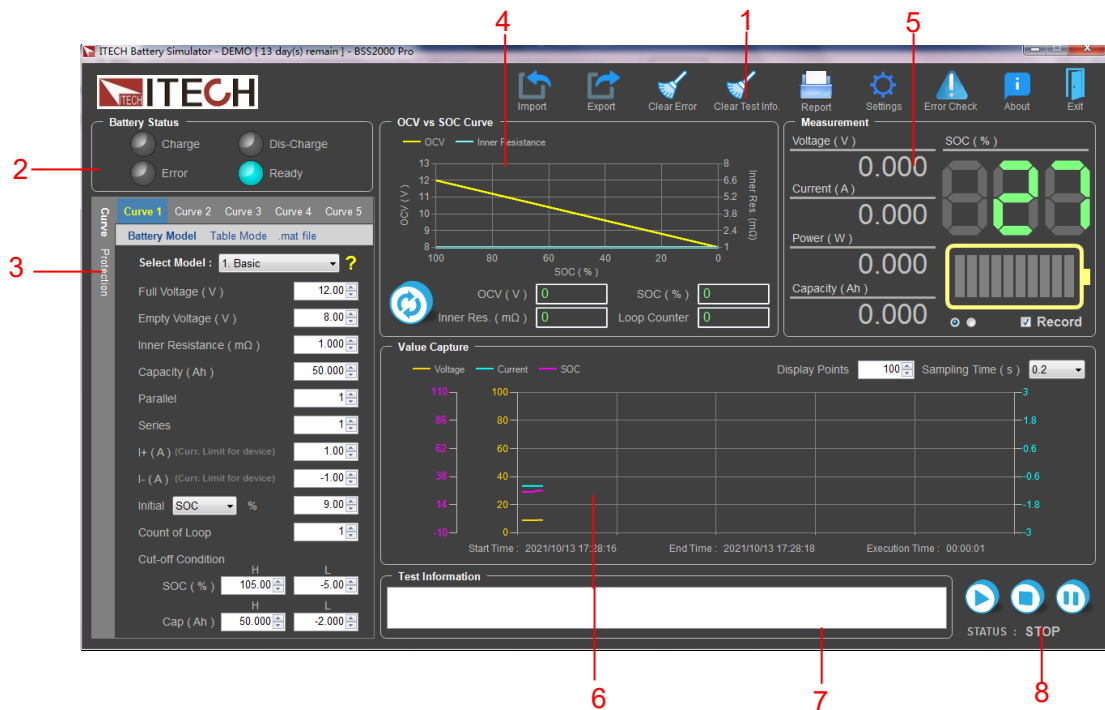 1
4
5
ITECH Battery Simulator - DEMO [ 13 day(s) remain ] - BSS2000 Pro
ITECH ITECH
Import Export Clear Error Clear Test Info. Report Settings Error Check About Exit
Battery Status
Charge Dis-Charge
Error Ready
2
Curve
Protection
3
Curve 1 Curve 2 Curve 3 Curve 4 Curve 5
Battery Model Table Mode .mat file
Select Model : 1. Basic ?
Full Voltage ( V ) 12.00
Empty Voltage ( V ) 8.00
Inner Resistance ( mΩ ) 1.000
Capacity ( Ah ) 50.000
Parallel 1
Series 1
I+ ( A ) (Curr. Limit for device) 1.00
I- ( A ) (Curr. Limit for device) -1.00
Initial SOC % 9.00
Count of Loop 1
Cut-off Condition
H L
SOC ( % ) 105.00 -5.00
H L
Cap ( Ah ) 50.000 -2.000
OCV vs SOC Curve
OCV Inner Resistance
OCV ( V )
13
12
11
10
9
8
8
6.6
5.2
3.8
2.4
1
Inner Res. (mΩ)
100 80 60 40 20 0
SOC ( % )
OCV ( V ) 0 SOC ( % ) 0
Inner Res. ( mΩ ) 0 Loop Counter 0
Measurement
Voltage ( V ) SOC ( % )
0.000
Current ( A )
0.000
Power ( W )
0.000
Capacity ( Ah )
0.000
27
Record
Value Capture
Voltage Current SOC
Display Points 100 Sampling Time ( s ) 0.2
110 100 3
86 80 1.8
62 60 0.6
38 40 -0.6
14 20 -1.8
-10 0 -3
Start Time : 2021/10/13 17:28:16 End Time : 2021/10/13 17:28:18 Execution Time : 00:00:01
Test Information
STATUS : STOP
6
7
8